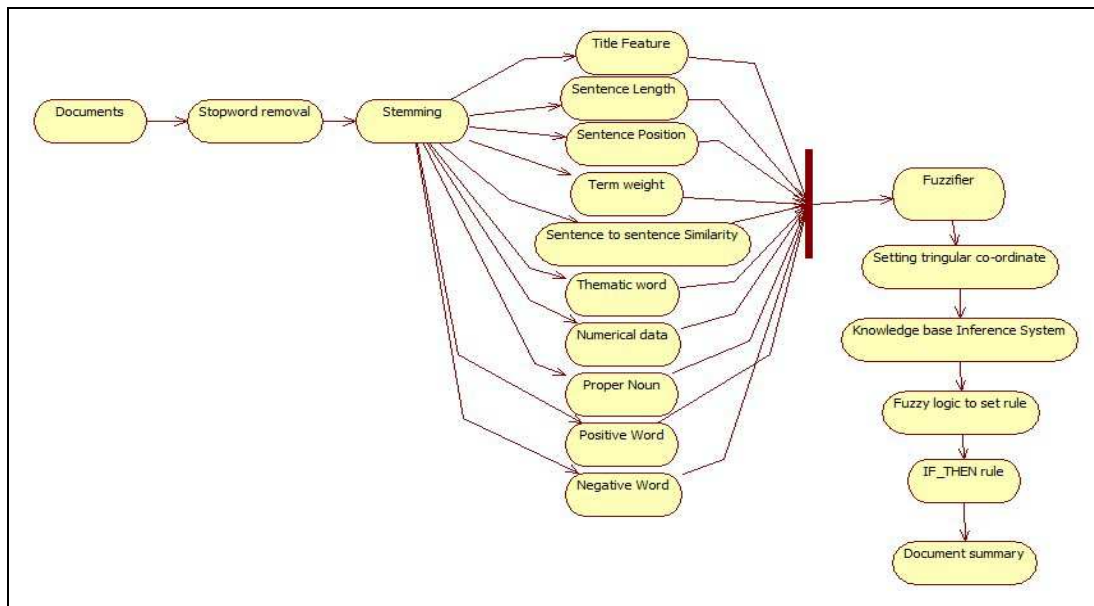 Documents
Stopword removal
Stemming
Title Feature
Sentence Length
Sentence Position
Term weight
Sentence to sentence Similarity
Thematic word
Numerical data
Proper Noun
Positive Word
Negative Word
Fuzzifier
Setting tringular co-ordinate
Knowledge base Inference System
Fuzzy logic to set rule
IF_THEN rule
Document summary